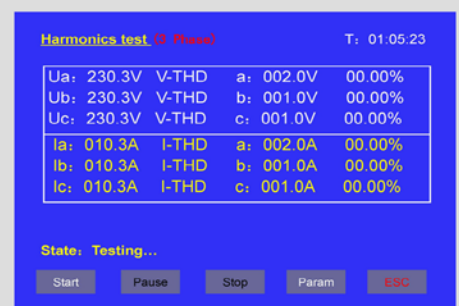 Harmonics test (3 Phase) T: 01:05:23
Ua: 230.3V V-THD a: 002.0V 00.00%
Ub: 230.3V V-THD b: 001.0V 00.00%
Uc: 230.3V V-THD c: 001.0V 00.00%
Ia: 010.3A I-THD a: 002.0A 00.00%
Ib: 010.3A I-THD b: 001.0A 00.00%
Ic: 010.3A I-THD c: 001.0A 00.00%
State: Testing...
Start Pause Stop Param ESC